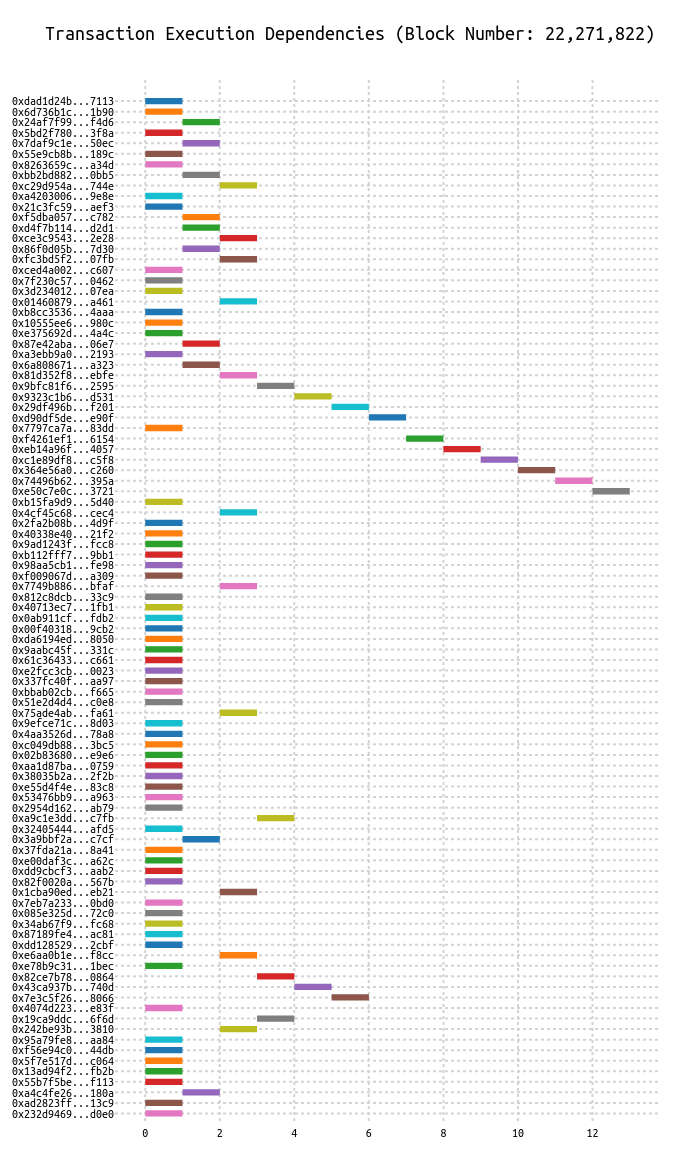 Transaction Execution Dependencies (Block Number: 22,271,822)
0xdad1d24b...7113
0x6d736b1c...1b90
0x24af7f99...f4d6
0x5bd2f780...3f8a
0x7daf9c1e...50ec
0x55e9cb8b...189c
0x8263659c...a34d
0xbb2bd882...0bb5
0xc29d954a...744e
0xa4203006...9e8e
0x21c3fc59...aef3
0xf5dba057...c782
0xd4f7b114...d2d1
0xce3c9543...2e28
0x86f0d05b...7d30
0xfc3bd5f2...07fb
0xced4a002...c607
0x7f230c57...0462
0x3d234012...07ea
0x01460879...a461
0xb8cc3536...4aaa
0x10555ee6...980c
0xe375692d...4a4c
0x87e42aba...06e7
0xa3ebb9a0...2193
0x6a808671...a323
0x81d352f8...ebfe
0x9bfc81f6...2595
0x9323c1b6...d531
0x29df496b...f201
0xd90df5de...e90f
0x7797ca7a...83dd
0xf4261ef1...6154
0xeb14a96f...4057
0xc1e89df8...c5f8
0x364e56a0...c260
0x74496b62...395a
0xe50c7e0c...3721
0xb15fa9d9...5d40
0x4cf45c68...cec4
0x2fa2b08b...4d9f
0x40338e40...21f2
0x9ad1243f...fcc8
0xb112fff7...9bb1
0x98aa5cb1...fe98
0xf009067d...a309
0x7749b886...bfaf
0x812c8dcb...33c9
0x40713ec7...1fb1
0x0ab911cf...fdb2
0x00f40318...9cb2
0xda6194ed...8050
0x9aabc45f...331c
0x61c36433...c661
0xe2fcc3cb...0023
0x337fc40f...aa97
0xbbab02cb...f665
0x51e2d4d4...c0e8
0x75ade4ab...fa61
0x9efce71c...8d03
0x4aa3526d...78a8
0xc049db88...3bc5
0x02b83680...e9e6
0xaa1d87ba...0759
0x38035b2a...2f2b
0xe55d4f4e...83c8
0x53476bb9...a963
0x2954d162...ab79
0xa9c1e3dd...c7fb
0x32405444...afd5
0x3a9bbf2a...c7cf
0x37fda21a...8a41
0xe00daf3c...a62c
0xdd9cbcf3...aab2
0x82f0020a...567b
0x1cba90ed...eb21
0x7eb7a233...0bd0
0x085e325d...72c0
0x34ab67f9...fc68
0x87189fe4...ac81
0xdd128529...2cbf
0xe6aa0b1e...f8cc
0xe78b9c31...1bec
0x82ce7b78...0864
0x43ca937b...740d
0x7e3c5f26...8066
0x4074d223...e83f
0x19ca9ddc...6f6d
0x242be93b...3810
0x95a79fe8...aa84
0xf56e94c0...44db
0x5f7e517d...c064
0x13ad94f2...fb2b
0x55b7f5be...f113
0xa4c4fe26...180a
0xad2823ff...13c9
0x232d9469...d0e0
0 2 4 6 8 10 12